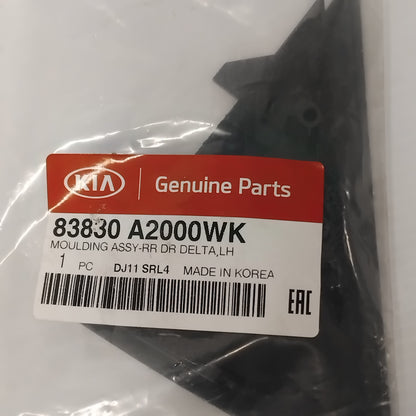 KIA Genuine Parts
83830 A2000WK
MOULDING ASSY-RR DR DELTA,LH
1 PC DJ11 SRL4 MADE IN KOREA
EAC